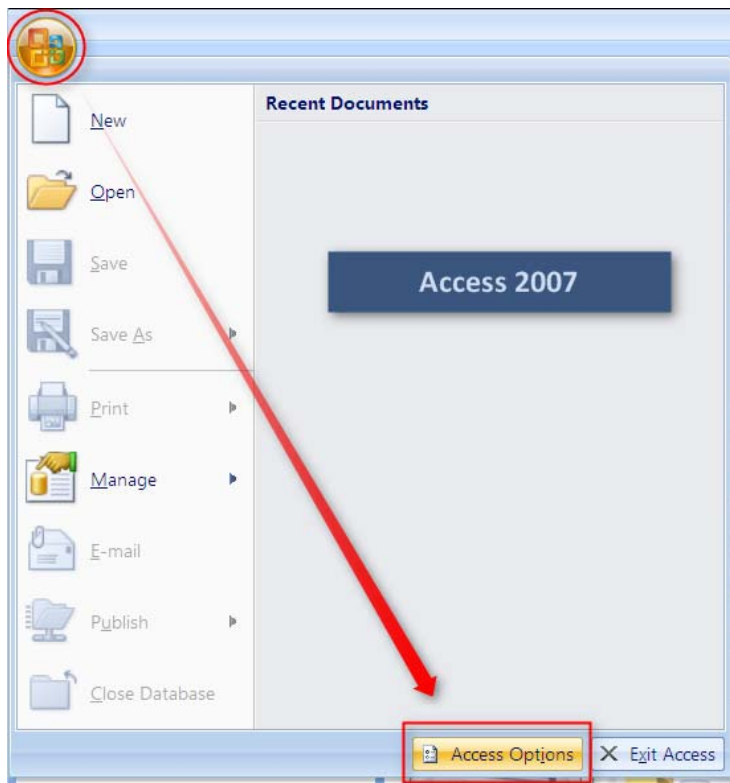 Recent Documents
New
Open
Save
Save As
Print
Manage
E-mail
Publish
Close Database
Access 2007
Access Options
Exit Access